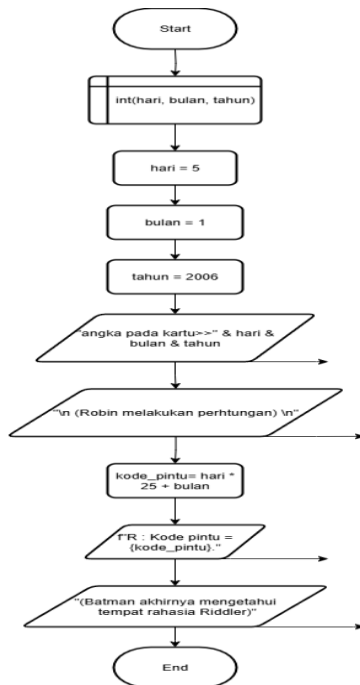 Start
int(hari, bulan, tahun)
hari = 5
bulan = 1
tahun = 2006
"angka pada kartu>>" & hari &
bulan & tahun
"\n (Robin melakukan perhtungan) \n"
kode_pintu= hari *
25 + bulan
f"R : Kode pintu =
{kode_pintu}."
"(Batman akhirnya mengetahui
tempat rahasia Riddler)"
End